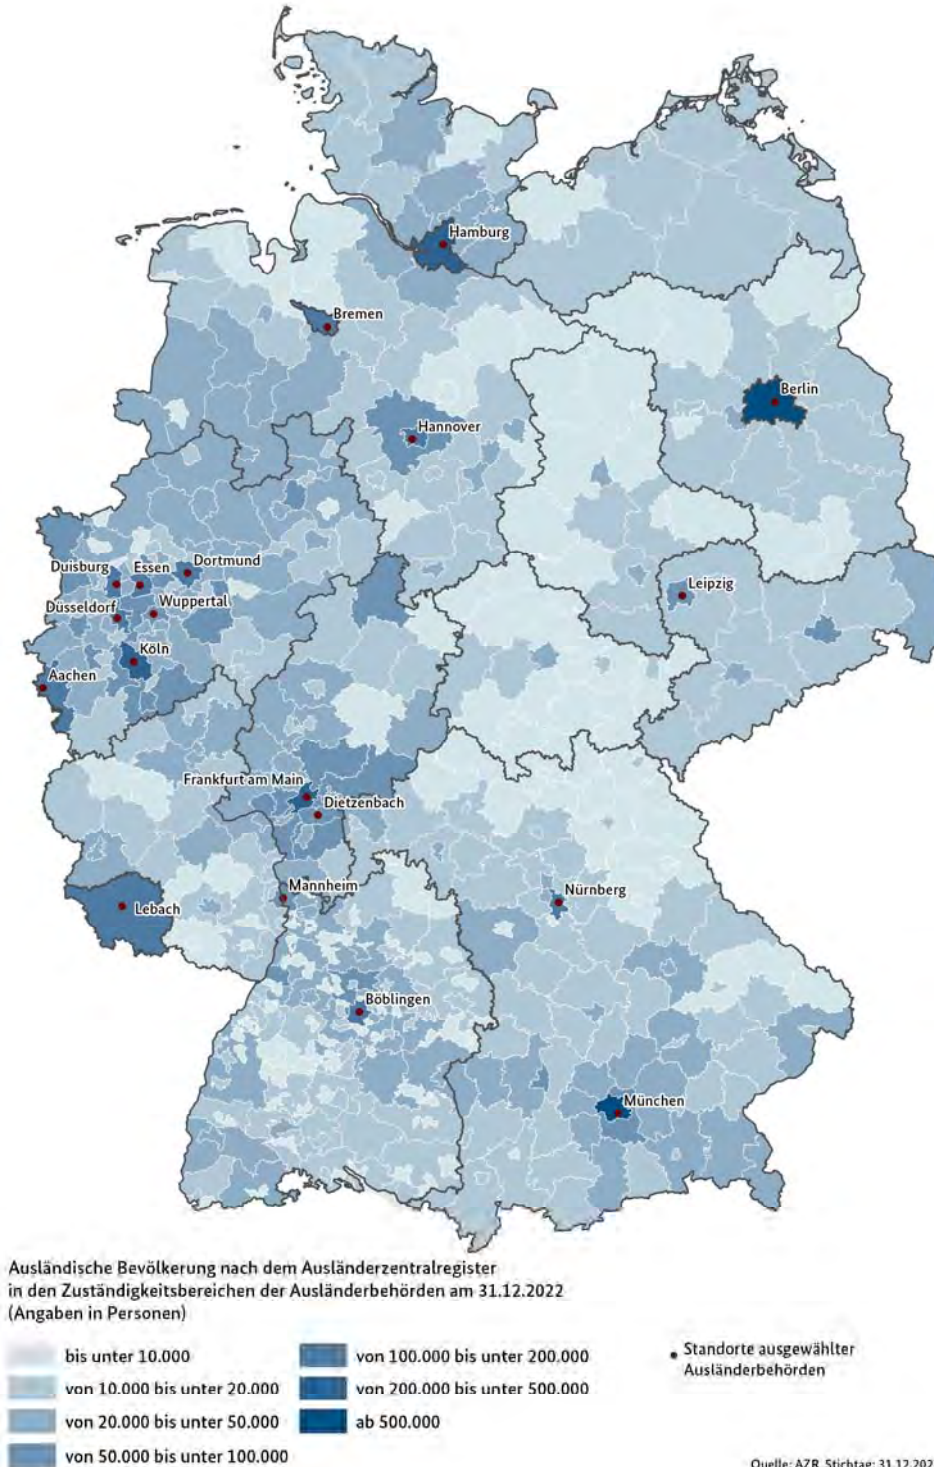 Hamburg
Bremen
Berlin
Hannover
Duisburg
Essen
Dortmund
Leipzig
Düsseldorf
Wuppertal
Köln
Aachen
Frankfurt am Main
Dietzenbach
Mannheim
Nürnberg
Lebach
Böblingen
München
Ausländische Bevölkerung nach dem Ausländerzentralregister
in den Zuständigkeitsbereichen der Ausländerbehörden am 31.12.2022
(Angaben in Personen)
bis unter 10.000
von 10.000 bis unter 20.000
von 20.000 bis unter 50.000
von 50.000 bis unter 100.000
von 100.000 bis unter 200.000
von 200.000 bis unter 500.000
ab 500.000
Standorte ausgewählter
Ausländerbehörden
Quelle: AZR, Stichtag: 31.12.202